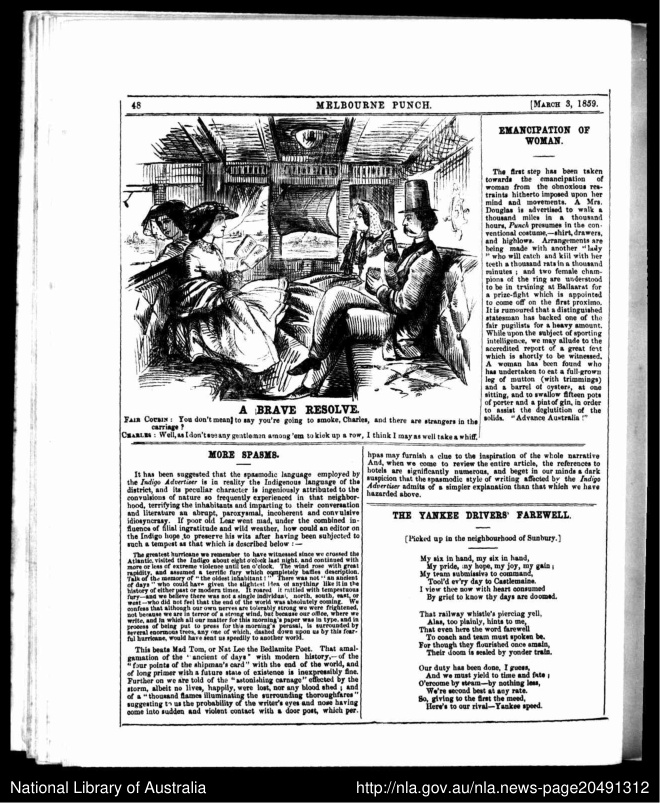 48
MELBOURNE PUNCH.
[MARCH 3, 1859.
A BRAVE RESOLVE.
FAIR COUSIN : You don't mean to say you're going to smoke, Charles, and there are strangers in the
carriage ?
CHARLES : Well, as I don't see any gentlemen among 'em to kick up a row, I think I may as well take a whiff.
EMANCIPATION OF
WOMAN.
The first step has been taken
towards the emancipation of
woman from the obnoxious res-
traints hitherto imposed upon her
mind and movements. A Mrs.
Douglas is advertised to walk a
thousand miles in a thousand
hours, Punch presumes in the con-
ventional costume,—shirt, drawers,
and highlows. Arrangements are
being made with another "lady
" who will catch and kill with her
teeth a thousand rats in a thousand
minutes ; and two female cham-
pions of the ring are understood
to be in training at Ballaarat for
a prize-fight which is appointed
to come off on the first proximo.
It is rumoured that a distinguished
statesman has backed one of the
fair pugilists for a heavy amount.
While upon the subject of sporting
intelligence, we may allude to the
accredited report of a great feat
which is shortly to be witnessed.
A woman has been found who
has undertaken to eat a full-grown
leg of mutton (with trimmings)
and a barrel of oysters, at one
sitting, and to swallow fifteen pots
of porter and a pint of gin, in order
to assist the deglutition of the
solids. "Advance Australia !"
MORE SPASMS.
It has been suggested that the spasmodic language employed by
the Indigo Advertiser is in reality the Indigenous language of the
district, and its peculiar character is ingeniously attributed to the
convulsions of nature so frequently experienced in that neighbor-
hood, terrifying the inhabitants and imparting to their conversation
and literature an abrupt, paroxysmal, incoherent and convulsive
idiosyncrasy. If poor old Lear went mad, under the combined in-
fluence of filial ingratitude and wild weather, how could an editor on
the Indigo hope to preserve his wits after having been subjected to
such a tempest as that which is described below :—
The greatest hurricane we remember to have witnessed since we crossed the
Atlantic, visited the Indigo about eight o'clock last night, and continued with
more or less of extreme violence until ten o'clock. The wind rose with great
rapidity, and assumed a terrific fury which completely baffles description.
Talk of the memory of "the oldest inhabitant !" There was not "an ancient
of days" who could have given the slightest item of anything like it in the
history of either past or modern times. It roared it rattled with tempestuous
fury—and we believe there was not a single individual, north, south, east, or
west—who did not feel that the end of the world was absolutely coming. We
confess that although our own nerves are tolerably strong we were frightened,
not because we are in terror of a strong wind, but because our office, where we
write, and in which all our matter for this morning's paper was in type, and in
process of being put to press for this morning's perusal, is surrounded by
several enormous trees, any one of which, dashed down upon us by this fear-
ful hurricane, would have sent us speedily to another world.
This beats Mad Tom, or Nat Lee the Bedlamite Poet. That amal-
gamation of the "ancient of days" with modern history,—of the
"four points of the shipman's card" with the end of the world, and
of long primer with a future state of existence is inexpressibly fine.
Further on we are told of the "astonishing carnage" effected by the
storm, albeit no lives, happily, were lost, nor any blood shed ; and
of a "thousand flames illuminating the surrounding thoroughfares"
suggesting to us the probability of the writer's eyes and nose having
come into sudden and violent contact with a door post, which per-
hpas may furnish a clue to the inspiration of the whole narrative
And, when we come to review the entire article, the references to
hotels are significantly numerous, and beget in our minds a dark
suspicion that the spasmodic style of writing affected by the Indigo
Advertiser admits of a simpler explanation than that which we have
hazarded above.
THE YANKEE DRIVERS' FAREWELL.
[Picked up in the neighbourhood of Sunbury.]
My six in hand, my six in hand,
My pride, my hope, my joy, my gain ;
My team submissive to command,
Tool'd ev'ry day to Castlemaine.
I view thee now with heart consumed
By grief to know thy days are doomed.
That railway whistle's piercing yell,
Alas, too plainly, hints to me,
That even here the word farewell
To coach and team must spoken be.
For though they flourished once amain,
Their doom is sealed by yonder train.
Our duty has been done, I guess,
And we must yield to time and fate ;
O'ercome by steam—by nothing less,
We're second best at any rate.
So, giving to the first the meed,
Here's to our rival—Yankee speed.
National Library of Australia
http://nla.gov.au/nla.news-page20491312